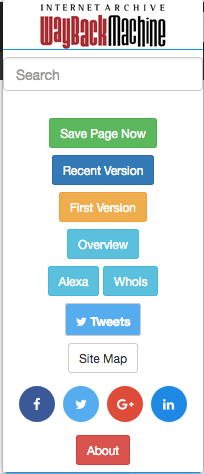 INTERNET ARCHIVE
WayBackMachine
Search
Save Page Now
Recent Version
First Version
Overview
Alexa Whois
Tweets
Site Map
f G+ in
About